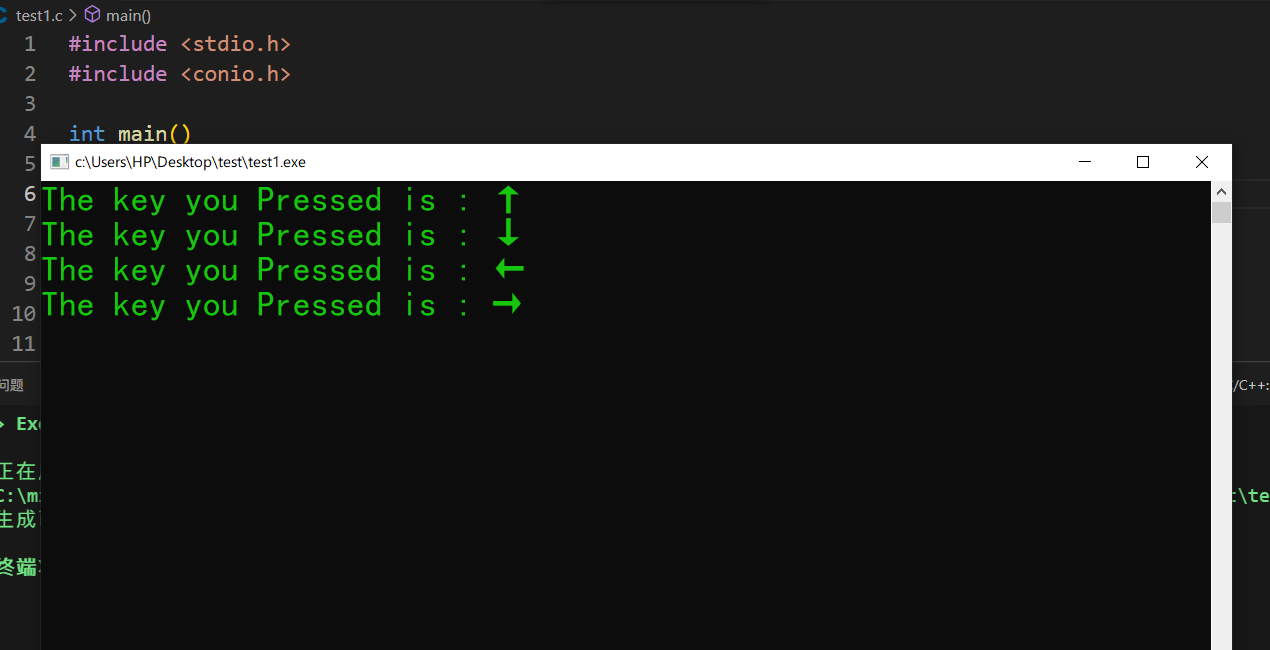 test1.c > main()
1 #include <stdio.h>
2 #include <conio.h>
3
4 int main()
5
c:\Users\HP\Desktop\test\test1.exe
6
The key you Pressed is : ↑
7
The key you Pressed is : ↓
8
The key you Pressed is : ←
9
10
The key you Pressed is : →
11
问题
/C++:
正在
C:\m
:\te
生成
终端